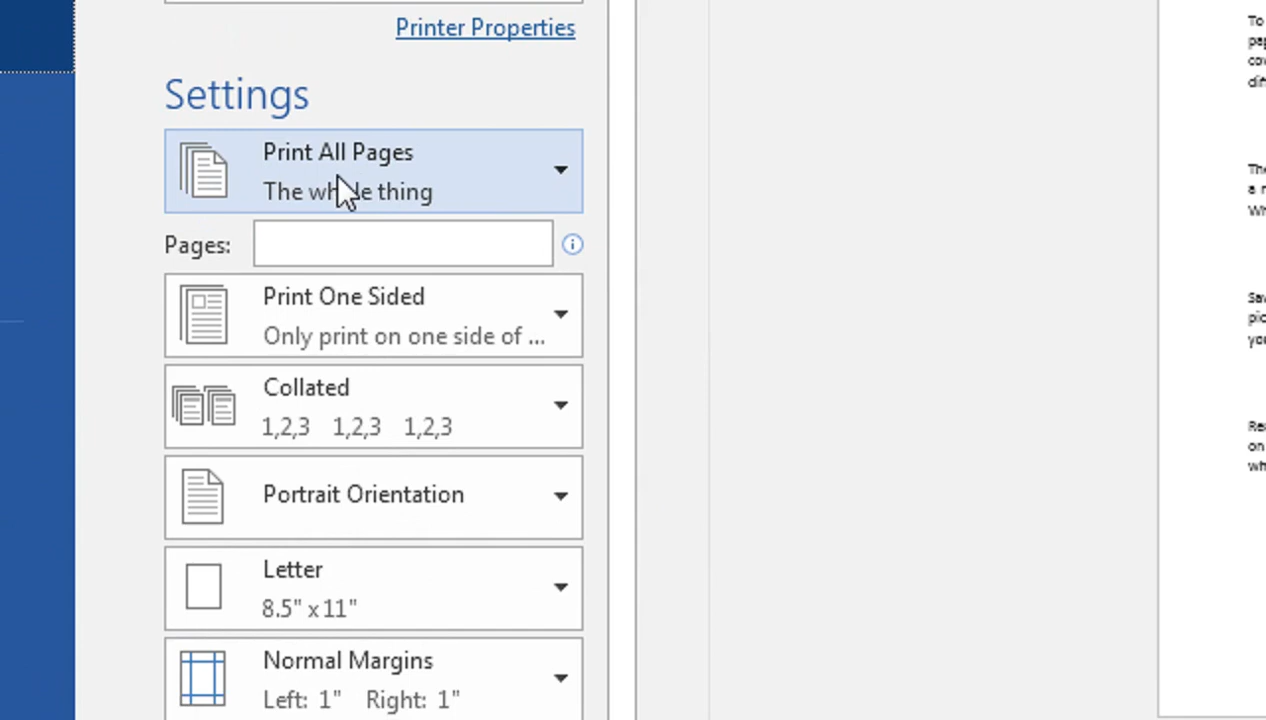 Printer Properties
Settings
Print All Pages
The whole thing
Pages:
Print One Sided
Only print on one side of ...
Collated
1,2,3 1,2,3 1,2,3
Portrait Orientation
Letter
8.5" x 11"
Normal Margins
Left: 1" Right: 1"
To